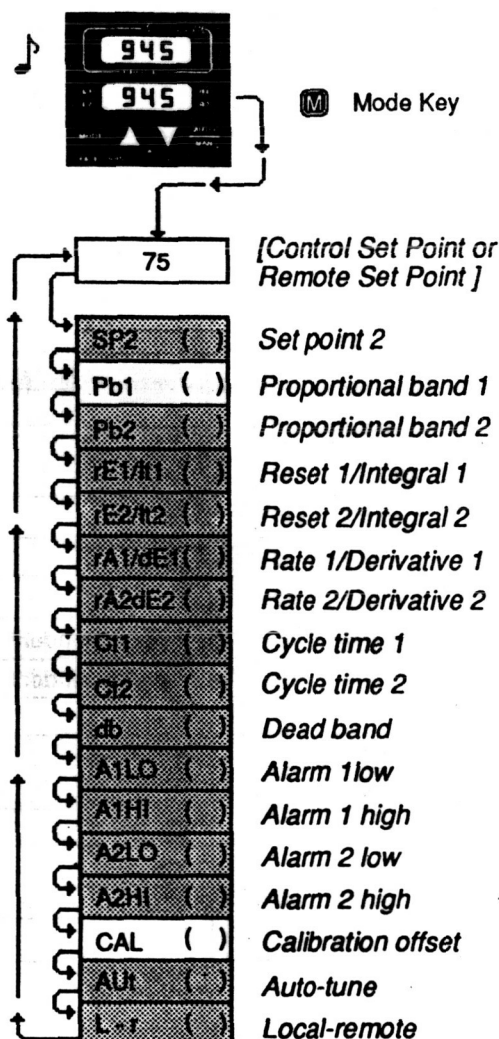 945
945
M Mode Key
75 [Control Set Point or
Remote Set Point ]
SP2 ( ) Set point 2
Pb1 ( ) Proportional band 1
Pb2 ( ) Proportional band 2
rE1/It1 ( ) Reset 1/Integral 1
rE2/It2 ( ) Reset 2/Integral 2
rA1/dE1( ) Rate 1/Derivative 1
rA2dE2 ( ) Rate 2/Derivative 2
Ct1 ( ) Cycle time 1
Ct2 ( ) Cycle time 2
db ( ) Dead band
A1LO ( ) Alarm 1low
A1HI ( ) Alarm 1 high
A2LO ( ) Alarm 2 low
A2HI ( ) Alarm 2 high
CAL ( ) Calibration offset
AUt ( ) Auto-tune
L - r ( ) Local-remote